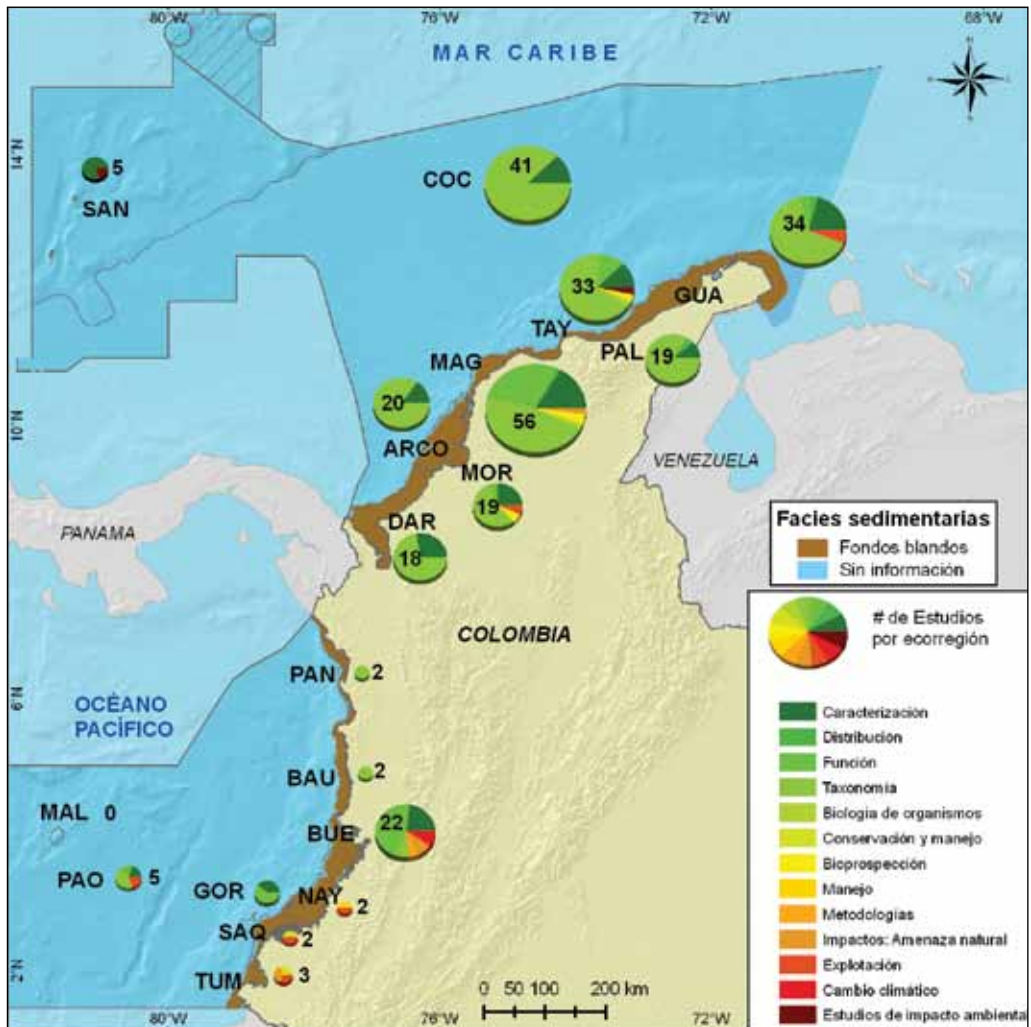 80°W
76°W
72°W
68°W
MAR CARIBE
N
14°N
5
SAN
COC
41
34
33
GUA
TAY
PAL
19
MAG
20
56
10°N
ARCO
MOR
VENEZUELA
19
PANAMA
DAR
18
Facies sedimentarias
Fondos blandos
Sin información
# de Estudios
por ecorregión
COLOMBIA
PAN
2
6°N
OCÉANO
PACÍFICO
BAU
2
MAL 0
BUE
22
PAO
5
GOR
NAY
2
SAQ
2
TUM
3
2°N
Caracterización
Distribución
Función
Taxonomía
Biología de organismos
Conservación y manejo
Bioprospección
Manejo
Metodologías
Impactos: Amenaza natural
Explotación
Cambio climático
Estudios de impacto ambienta
0 50 100 200 km
80°W
76°W
72°W